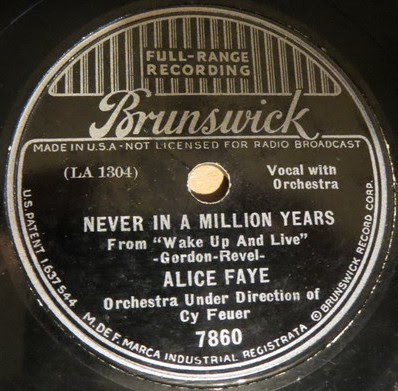 FULL-RANGE
RECORDING
Brunswick
MADE IN U.S.A - NOT LICENSED FOR RADIO BROADCAST
(LA 1304)
Vocal with
Orchestra
NEVER IN A MILLION YEARS
From "Wake Up And Live"
-Gordon-Revel-
ALICE FAYE
Orchestra Under Direction of
Cy Feuer
7860
U.S. PATENT 1,637,544
M. DE F. MARCA INDUSTRIAL REGISTRATA
© BRUNSWICK RECORD CORP.